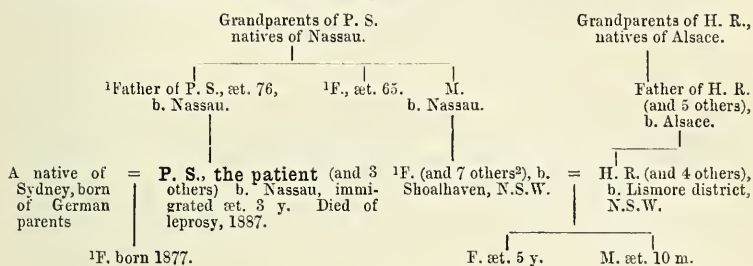 Grandparents of P. S.
natives of Nassau.
Grandparents of H. R.,
natives of Alsace.
¹Father of P. S., æt. 76,
b. Nassau.
¹F., æt. 65.
M.
b. Nassau.
Father of H. R.
(and 5 others),
b. Alsace.
A native of
Sydney, born
of German
parents
= P. S., the patient (and 3
others) b. Nassau, immi-
grated æt. 3 y. Died of
leprosy, 1887.
¹F. (and 7 others²), b.
Shoalhaven, N.S.W.
= H. R. (and 4 others),
b. Lismore district,
N.S.W.
¹F. born 1877.
F. æt. 5 y.
M. æt. 10 m.